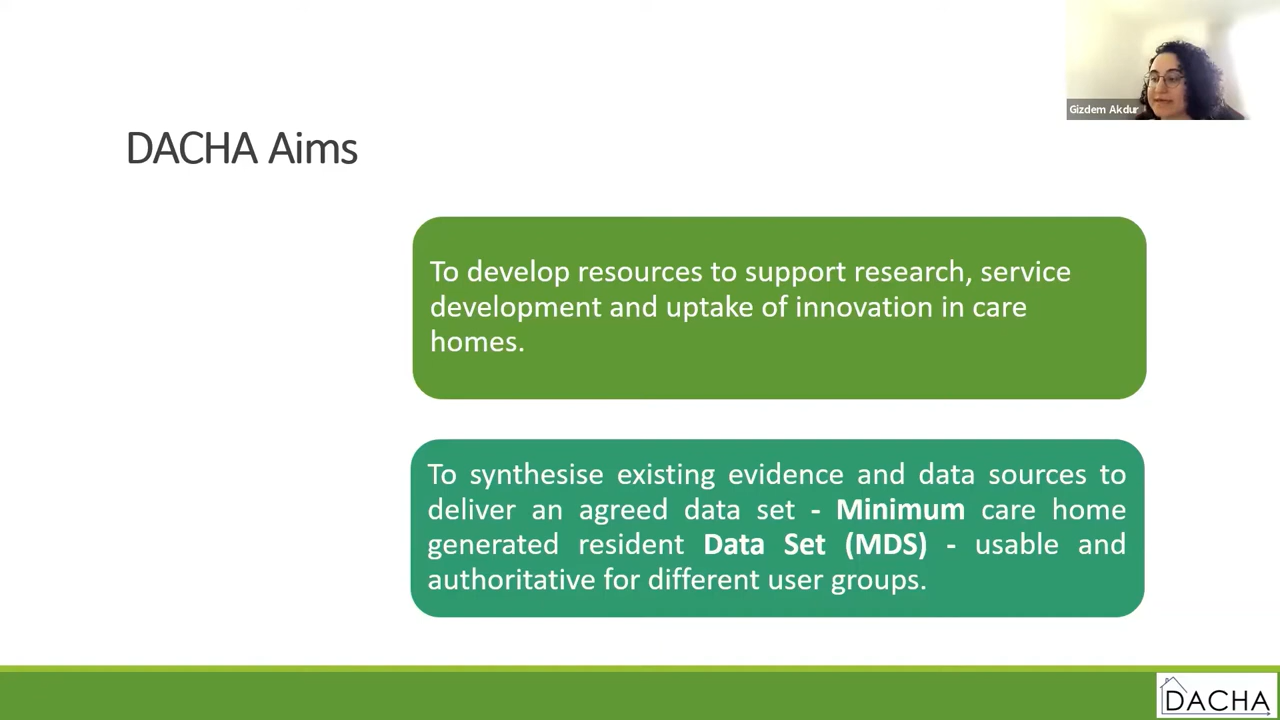 Gizdem Akdur
DACHA Aims
To develop resources to support research, service
development and uptake of innovation in care
homes.
To synthesise existing evidence and data sources to
deliver an agreed data set - Minimum care home
generated resident Data Set (MDS) - usable and
authoritative for different user groups.
DACHA